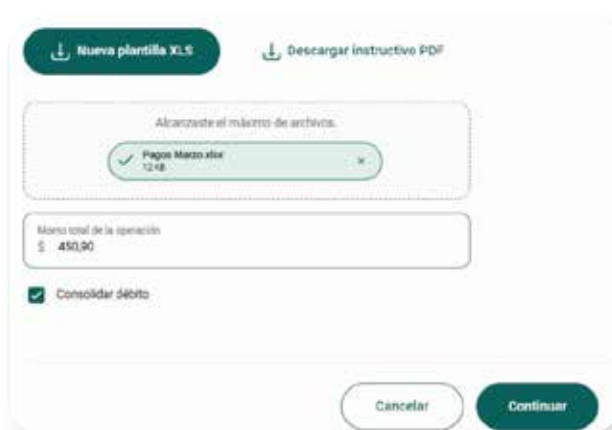 Nueva plantilla XLS
Descargar instructivo PDF
Alcanzaste el máximo de archivos.
Pagos Marzo.xlsx
12 KB
Monto total de la operación
$ 450,90
Consolidar débito
Cancelar
Continuar